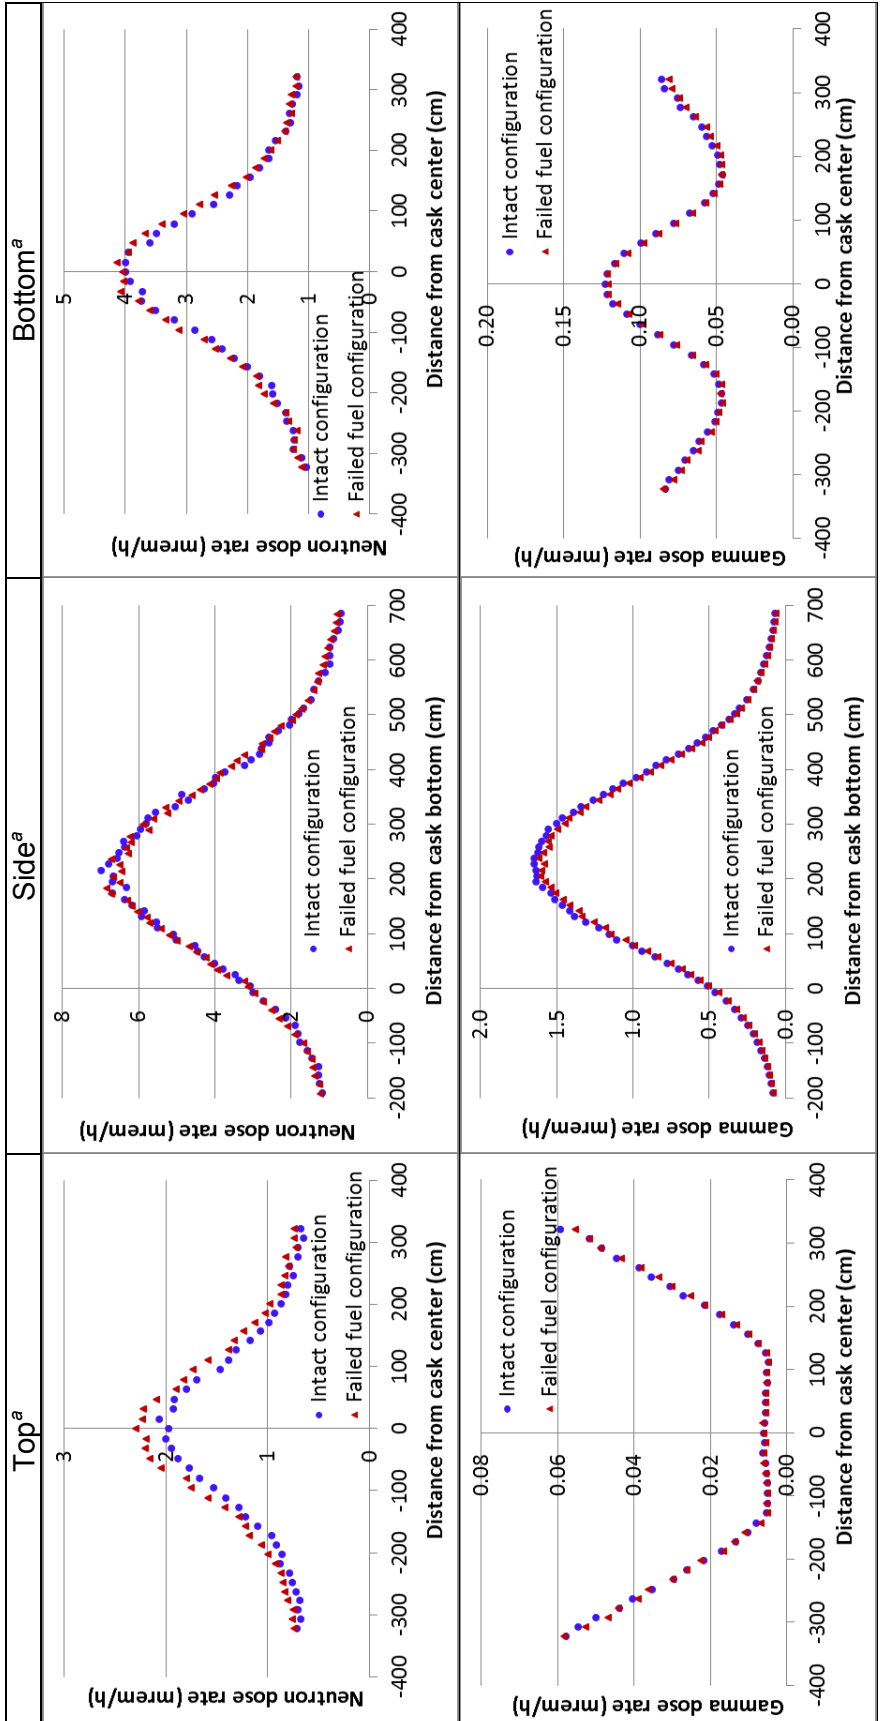 Topᵃ
Sideᵃ
Bottomᵃ
Neutron dose rate (mrem/h)
3
2
1
0
-400 -300 -200 -100 0 100 200 300 400
Distance from cask center (cm)
Intact configuration
Failed fuel configuration
Neutron dose rate (mrem/h)
8
6
4
2
0
-200 -100 0 100 200 300 400 500 600 700
Distance from cask bottom (cm)
Intact configuration
Failed fuel configuration
Neutron dose rate (mrem/h)
5
4
3
2
1
0
-400 -300 -200 -100 0 100 200 300 400
Distance from cask center (cm)
Intact configuration
Failed fuel configuration
Gamma dose rate (mrem/h)
0.08
0.06
0.04
0.02
0.00
-400 -300 -200 -100 0 100 200 300 400
Distance from cask center (cm)
Intact configuration
Failed fuel configuration
Gamma dose rate (mrem/h)
2.0
1.5
1.0
0.5
0.0
-200 -100 0 100 200 300 400 500 600 700
Distance from cask bottom (cm)
Intact configuration
Failed fuel configuration
Gamma dose rate (mrem/h)
0.20
0.15
0.10
0.05
0.00
-400 -300 -200 -100 0 100 200 300 400
Distance from cask center (cm)
Intact configuration
Failed fuel configuration